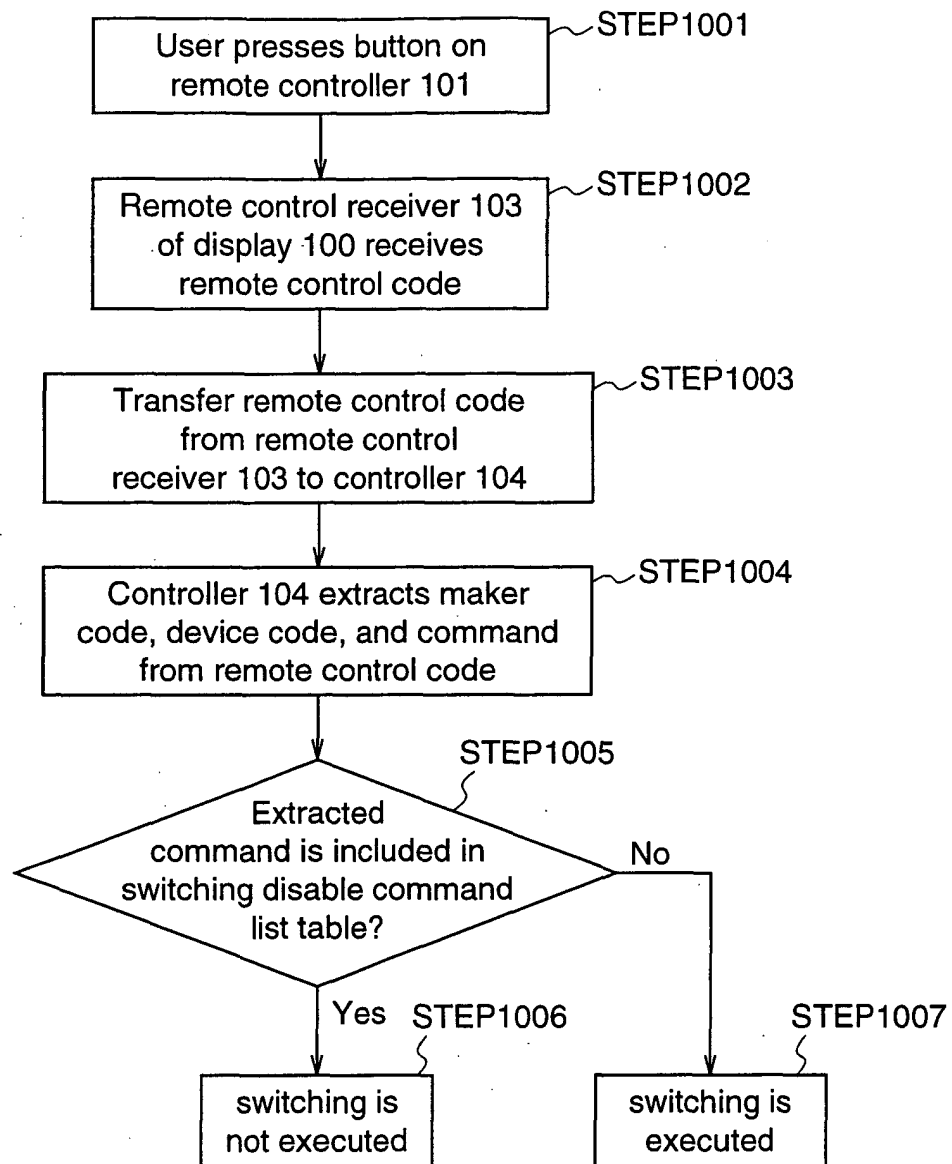 STEP1001
User presses button on
remote controller 101
STEP1002
Remote control receiver 103
of display 100 receives
remote control code
STEP1003
Transfer remote control code
from remote control
receiver 103 to controller 104
STEP1004
Controller 104 extracts maker
code, device code, and command
from remote control code
STEP1005
Extracted
command is included in
switching disable command
list table?
No
Yes
STEP1006
STEP1007
switching is
not executed
switching is
executed